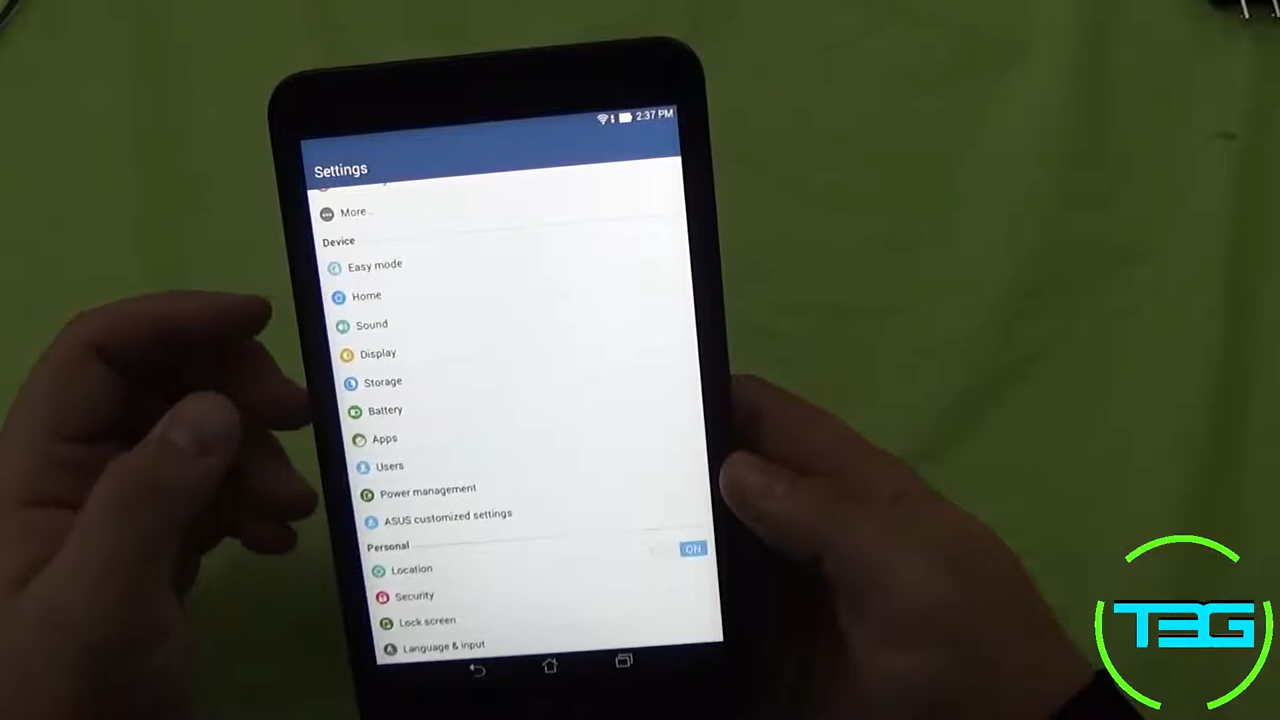 2:37 PM
Settings
More...
Device
Easy mode
Home
Sound
Display
Storage
Battery
Apps
Users
Power management
ASUS customized settings
Personal
ON
Location
Security
Lock screen
Language & input
TBG